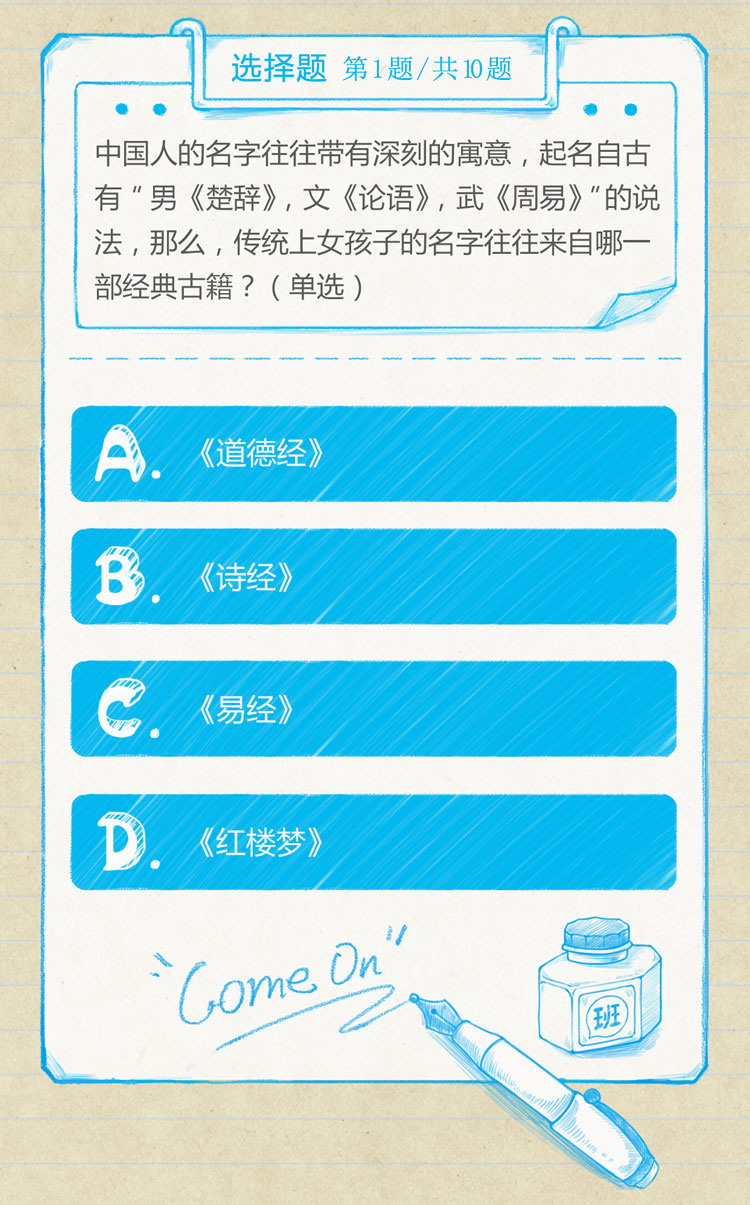 选择题 第1题/共10题
中国人的名字往往带有深刻的寓意，起名自古
有“男《楚辞》，文《论语》，武《周易》”的说
法，那么，传统上女孩子的名字往往来自哪一
部经典古籍？（单选）
A. 《道德经》
B. 《诗经》
C. 《易经》
D. 《红楼梦》
"Come On"
班